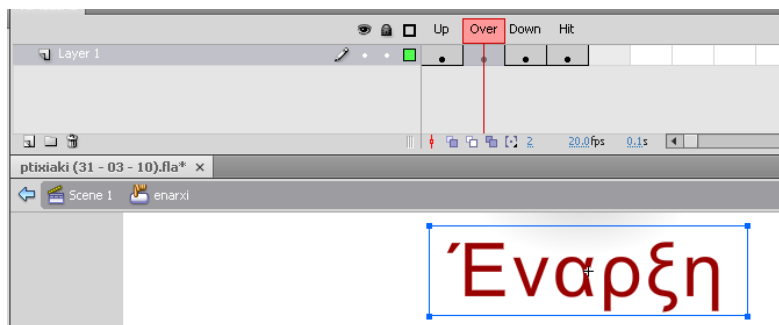 Up Over Down Hit
Layer 1
2 20.0fps 0.1s
ptixiaki (31 - 03 - 10).fla* x
Scene 1 enarxi
Έναρξη